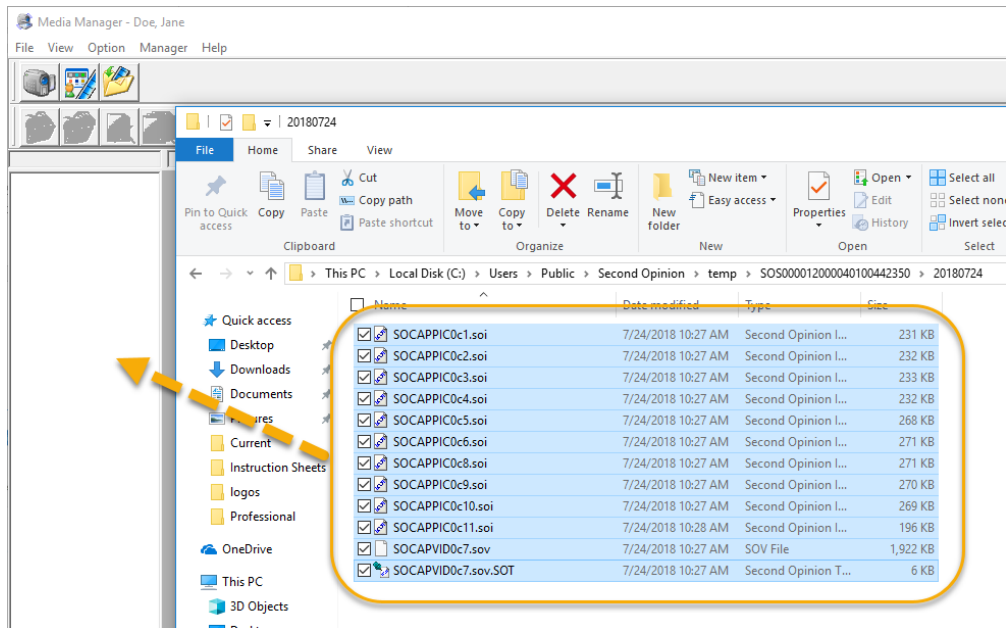 Media Manager - Doe, Jane
File View Option Manager Help
20180724
File Home Share View
Pin to Quick access
Copy
Paste
Cut
Copy path
Paste shortcut
Clipboard
Move to
Copy to
Delete
Rename
Organize
New folder
New item
Easy access
New
Properties
Open
Edit
History
Open
Select all
Select none
Invert selec
Select
This PC > Local Disk (C:) > Users > Public > Second Opinion > temp > SOS000012000040100442350 > 20180724
Name Date modified Type Size
Quick access
Desktop
Downloads
Documents
Current
Instruction Sheets
logos
Professional
OneDrive
This PC
3D Objects
SOCAPPIC0c1.soi 7/24/2018 10:27 AM Second Opinion I... 231 KB
SOCAPPIC0c2.soi 7/24/2018 10:27 AM Second Opinion I... 232 KB
SOCAPPIC0c3.soi 7/24/2018 10:27 AM Second Opinion I... 233 KB
SOCAPPIC0c4.soi 7/24/2018 10:27 AM Second Opinion I... 232 KB
SOCAPPIC0c5.soi 7/24/2018 10:27 AM Second Opinion I... 268 KB
SOCAPPIC0c6.soi 7/24/2018 10:27 AM Second Opinion I... 271 KB
SOCAPPIC0c8.soi 7/24/2018 10:27 AM Second Opinion I... 271 KB
SOCAPPIC0c9.soi 7/24/2018 10:27 AM Second Opinion I... 270 KB
SOCAPPIC0c10.soi 7/24/2018 10:27 AM Second Opinion I... 269 KB
SOCAPPIC0c11.soi 7/24/2018 10:28 AM Second Opinion I... 196 KB
SOCAPVID0c7.sov 7/24/2018 10:27 AM SOV File 1,922 KB
SOCAPVID0c7.sov.SOT 7/24/2018 10:27 AM Second Opinion T... 6 KB